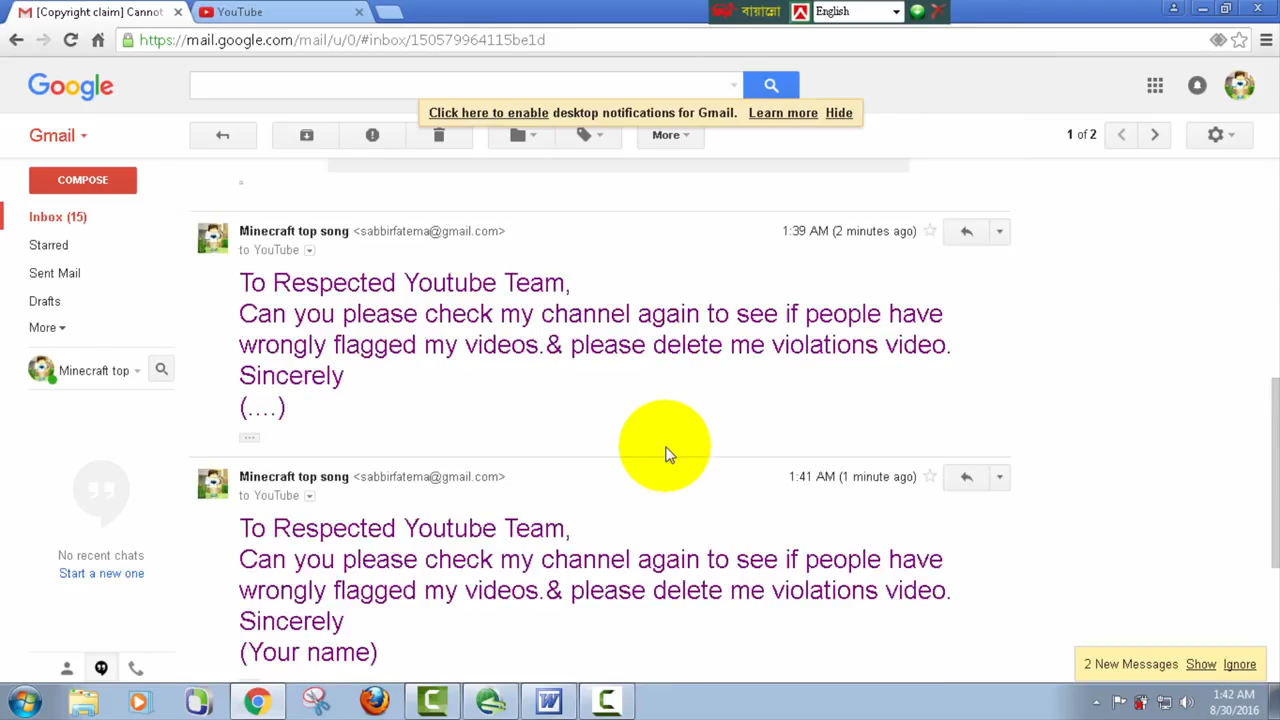 [Copyright claim] Cannot
YouTube
বায়ান্নো
English
https://mail.google.com/mail/u/0/#inbox/150579964115be1d
Google
Click here to enable desktop notifications for Gmail. Learn more Hide
Gmail
More
1 of 2
COMPOSE
Inbox (15)
Starred
Sent Mail
Drafts
More
Minecraft top
No recent chats
Start a new one
Minecraft top song <sabbirfatema@gmail.com>
1:39 AM (2 minutes ago)
to YouTube
To Respected Youtube Team,
Can you please check my channel again to see if people have
wrongly flagged my videos.& please delete me violations video.
Sincerely
(....)
Minecraft top song <sabbirfatema@gmail.com>
1:41 AM (1 minute ago)
to YouTube
To Respected Youtube Team,
Can you please check my channel again to see if people have
wrongly flagged my videos.& please delete me violations video.
Sincerely
(Your name)
2 New Messages Show Ignore
1:42 AM
8/30/2016